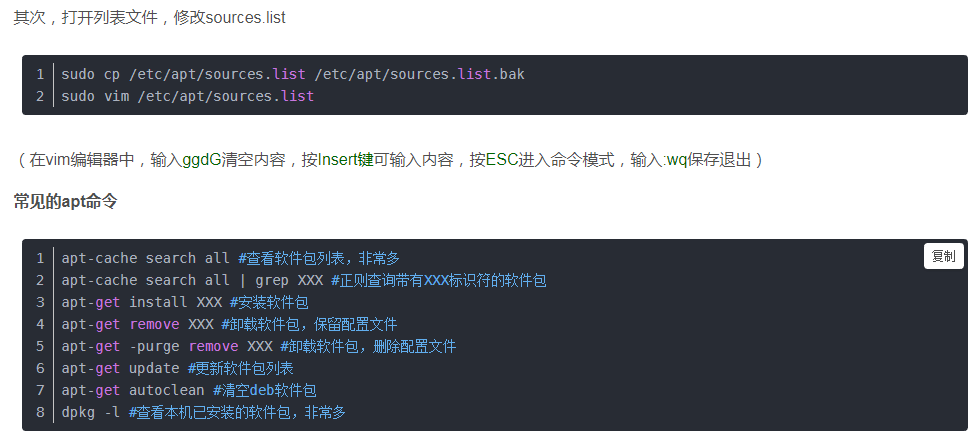 其次，打开列表文件，修改sources.list
1 sudo cp /etc/apt/sources.list /etc/apt/sources.list.bak
2 sudo vim /etc/apt/sources.list
（在vim编辑器中，输入ggdG清空内容，按Insert键可输入内容，按ESC进入命令模式，输入:wq保存退出）
常见的apt命令
复制
1 apt-cache search all #查看软件包列表，非常多
2 apt-cache search all | grep XXX #正则查询带有XXX标识符的软件包
3 apt-get install XXX #安装软件包
4 apt-get remove XXX #卸载软件包，保留配置文件
5 apt-get -purge remove XXX #卸载软件包，删除配置文件
6 apt-get update #更新软件包列表
7 apt-get autoclean #清空deb软件包
8 dpkg -l #查看本机已安装的软件包，非常多